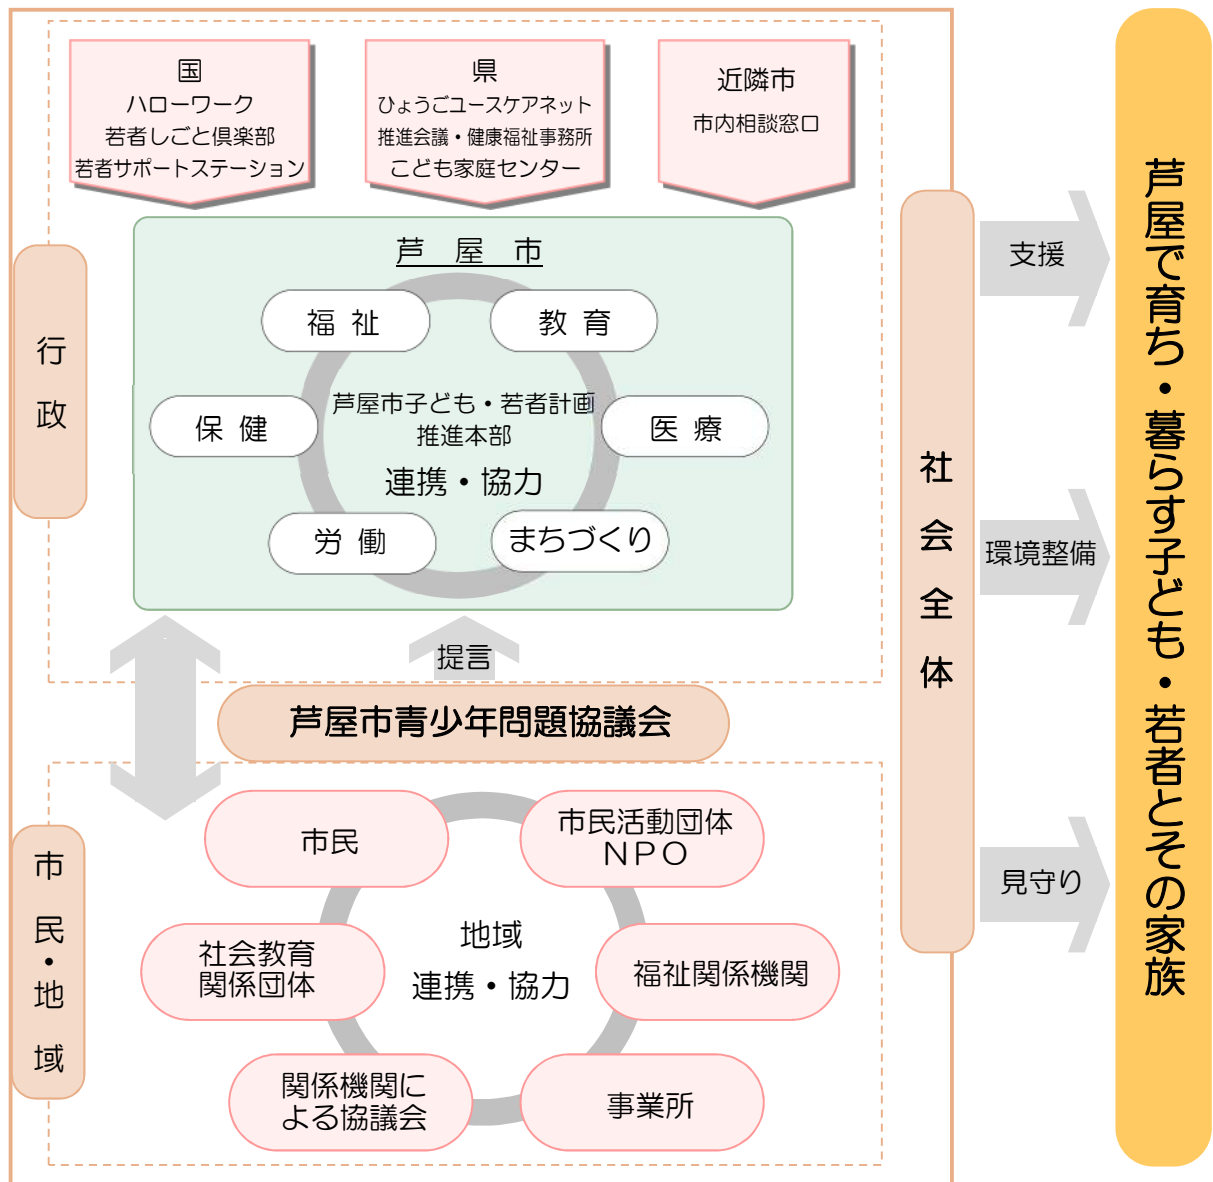 国
ハローワーク
若者しごと倶楽部
若者サポートステーション
県
ひょうごユースケアネット
推進会議・健康福祉事務所
こども家庭センター
近隣市
市内相談窓口
行政
芦屋市
福祉
教育
保健
医療
芦屋市子ども・若者計画
推進本部
連携・協力
労働
まちづくり
提言
芦屋市青少年問題協議会
市民・地域
市民
市民活動団体
NPO
社会教育
関係団体
地域
連携・協力
福祉関係機関
関係機関に
よる協議会
事業所
社会全体
支援
環境整備
見守り
芦屋で育ち・暮らす子ども・若者とその家族